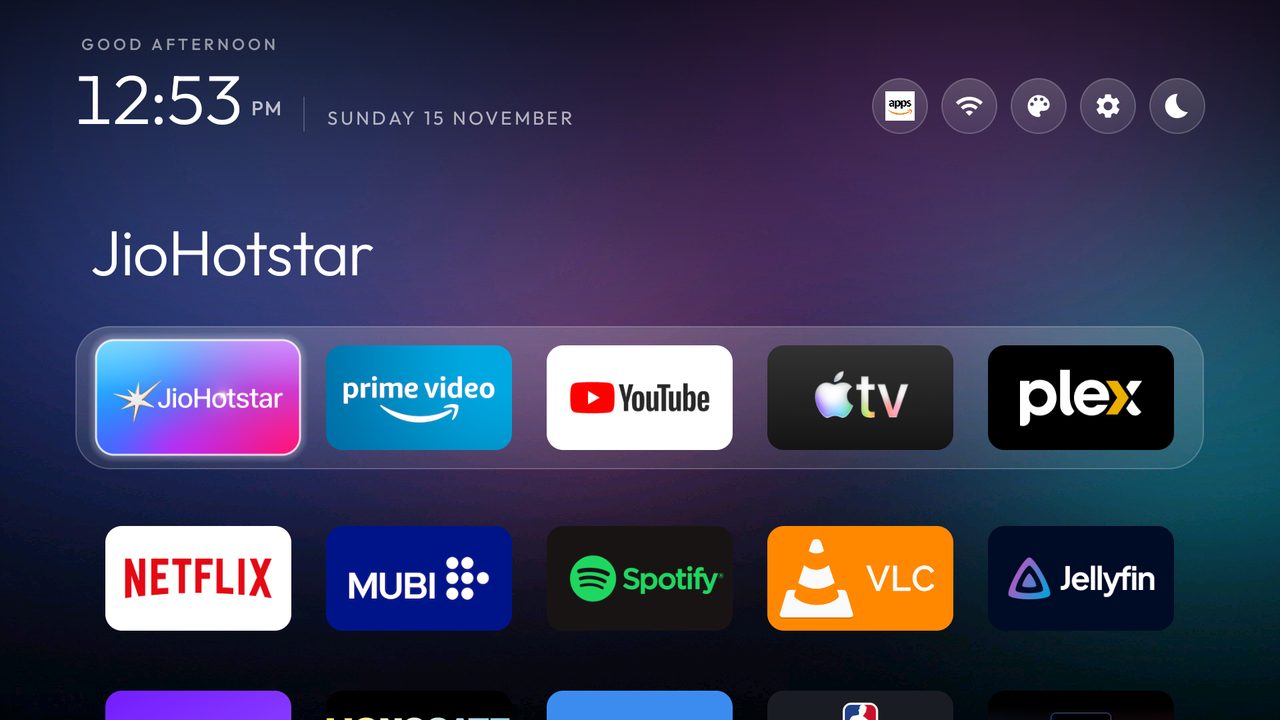 GOOD AFTERNOON
12:53 PM
SUNDAY 15 NOVEMBER
apps
JioHotstar
JioHotstar
prime video
YouTube
tv
plex
NETFLIX
MUBI
Spotify
VLC
Jellyfin
LIONSGATE